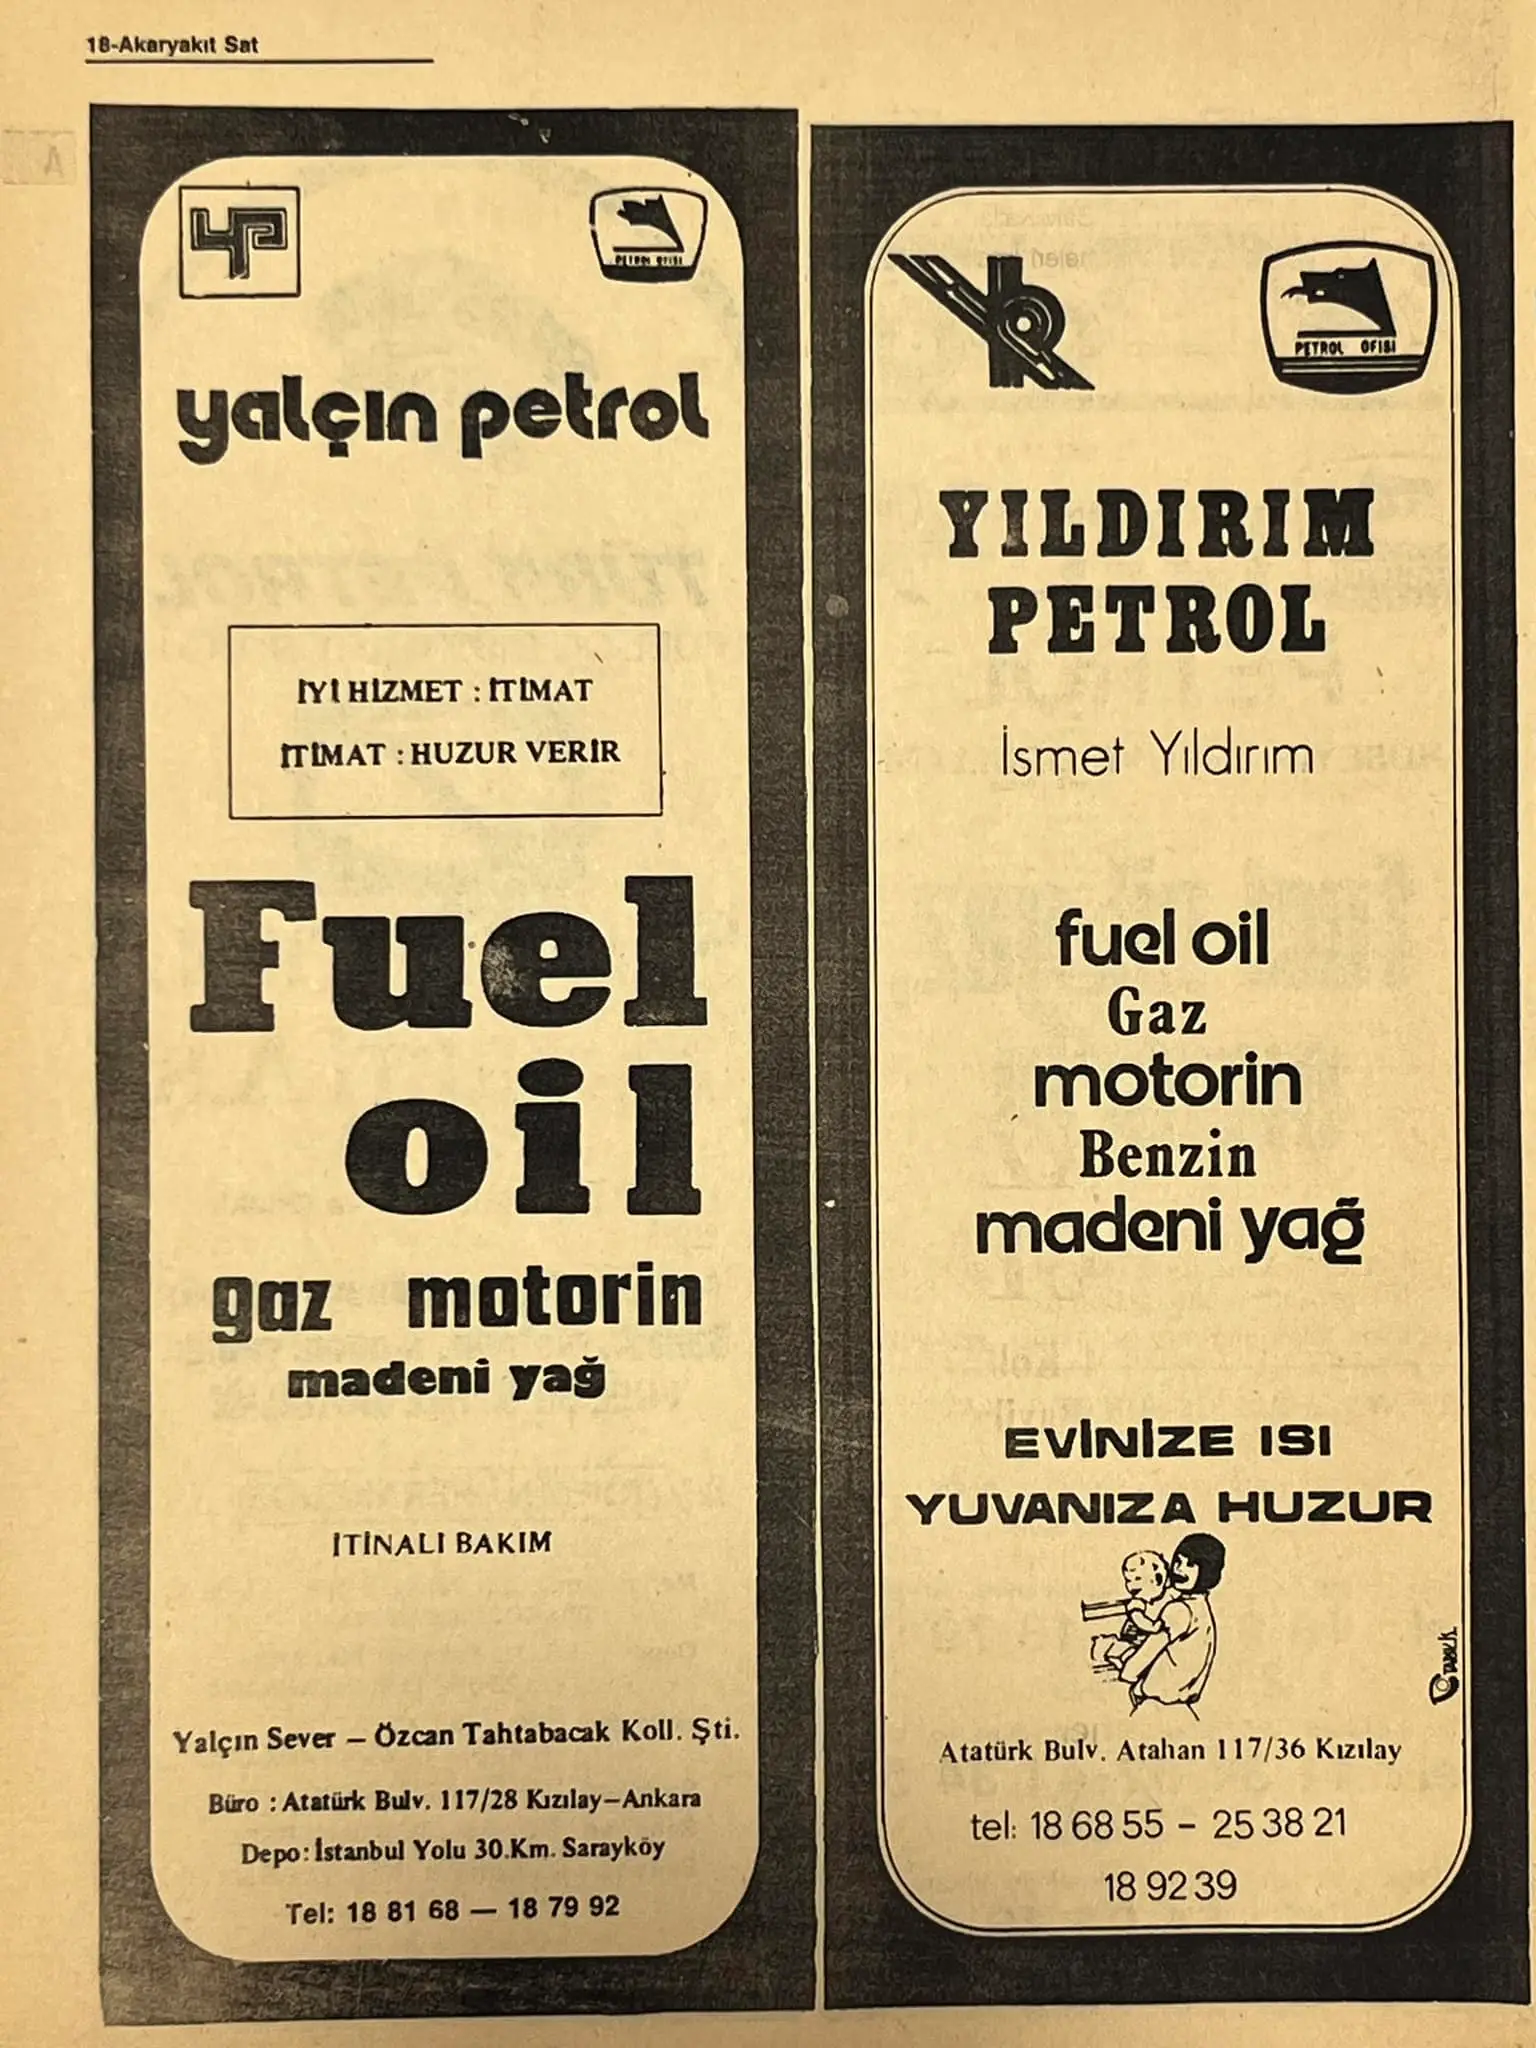 18-Akaryakıt Sat
PETROL OFISI
yalçın petrol
İYİ HİZMET : İTİMAT
İTİMAT : HUZUR VERİR
Fuel
oil
gaz motorin
madeni yağ
İTİNALI BAKIM
Yalçın Sever – Özcan Tahtabacak Koll. Şti.
Büro : Atatürk Bulv. 117/28 Kızılay–Ankara
Depo: İstanbul Yolu 30.Km. Sarayköy
Tel: 18 81 68 — 18 79 92
PETROL OFISI
YILDIRIM
PETROL
İsmet Yıldırım
fuel oil
Gaz
motorin
Benzin
madeni yağ
EVİNİZE ISI
YUVANIZA HUZUR
Atatürk Bulv. Atahan 117/36 Kızılay
tel: 18 68 55 – 25 38 21
18 92 39